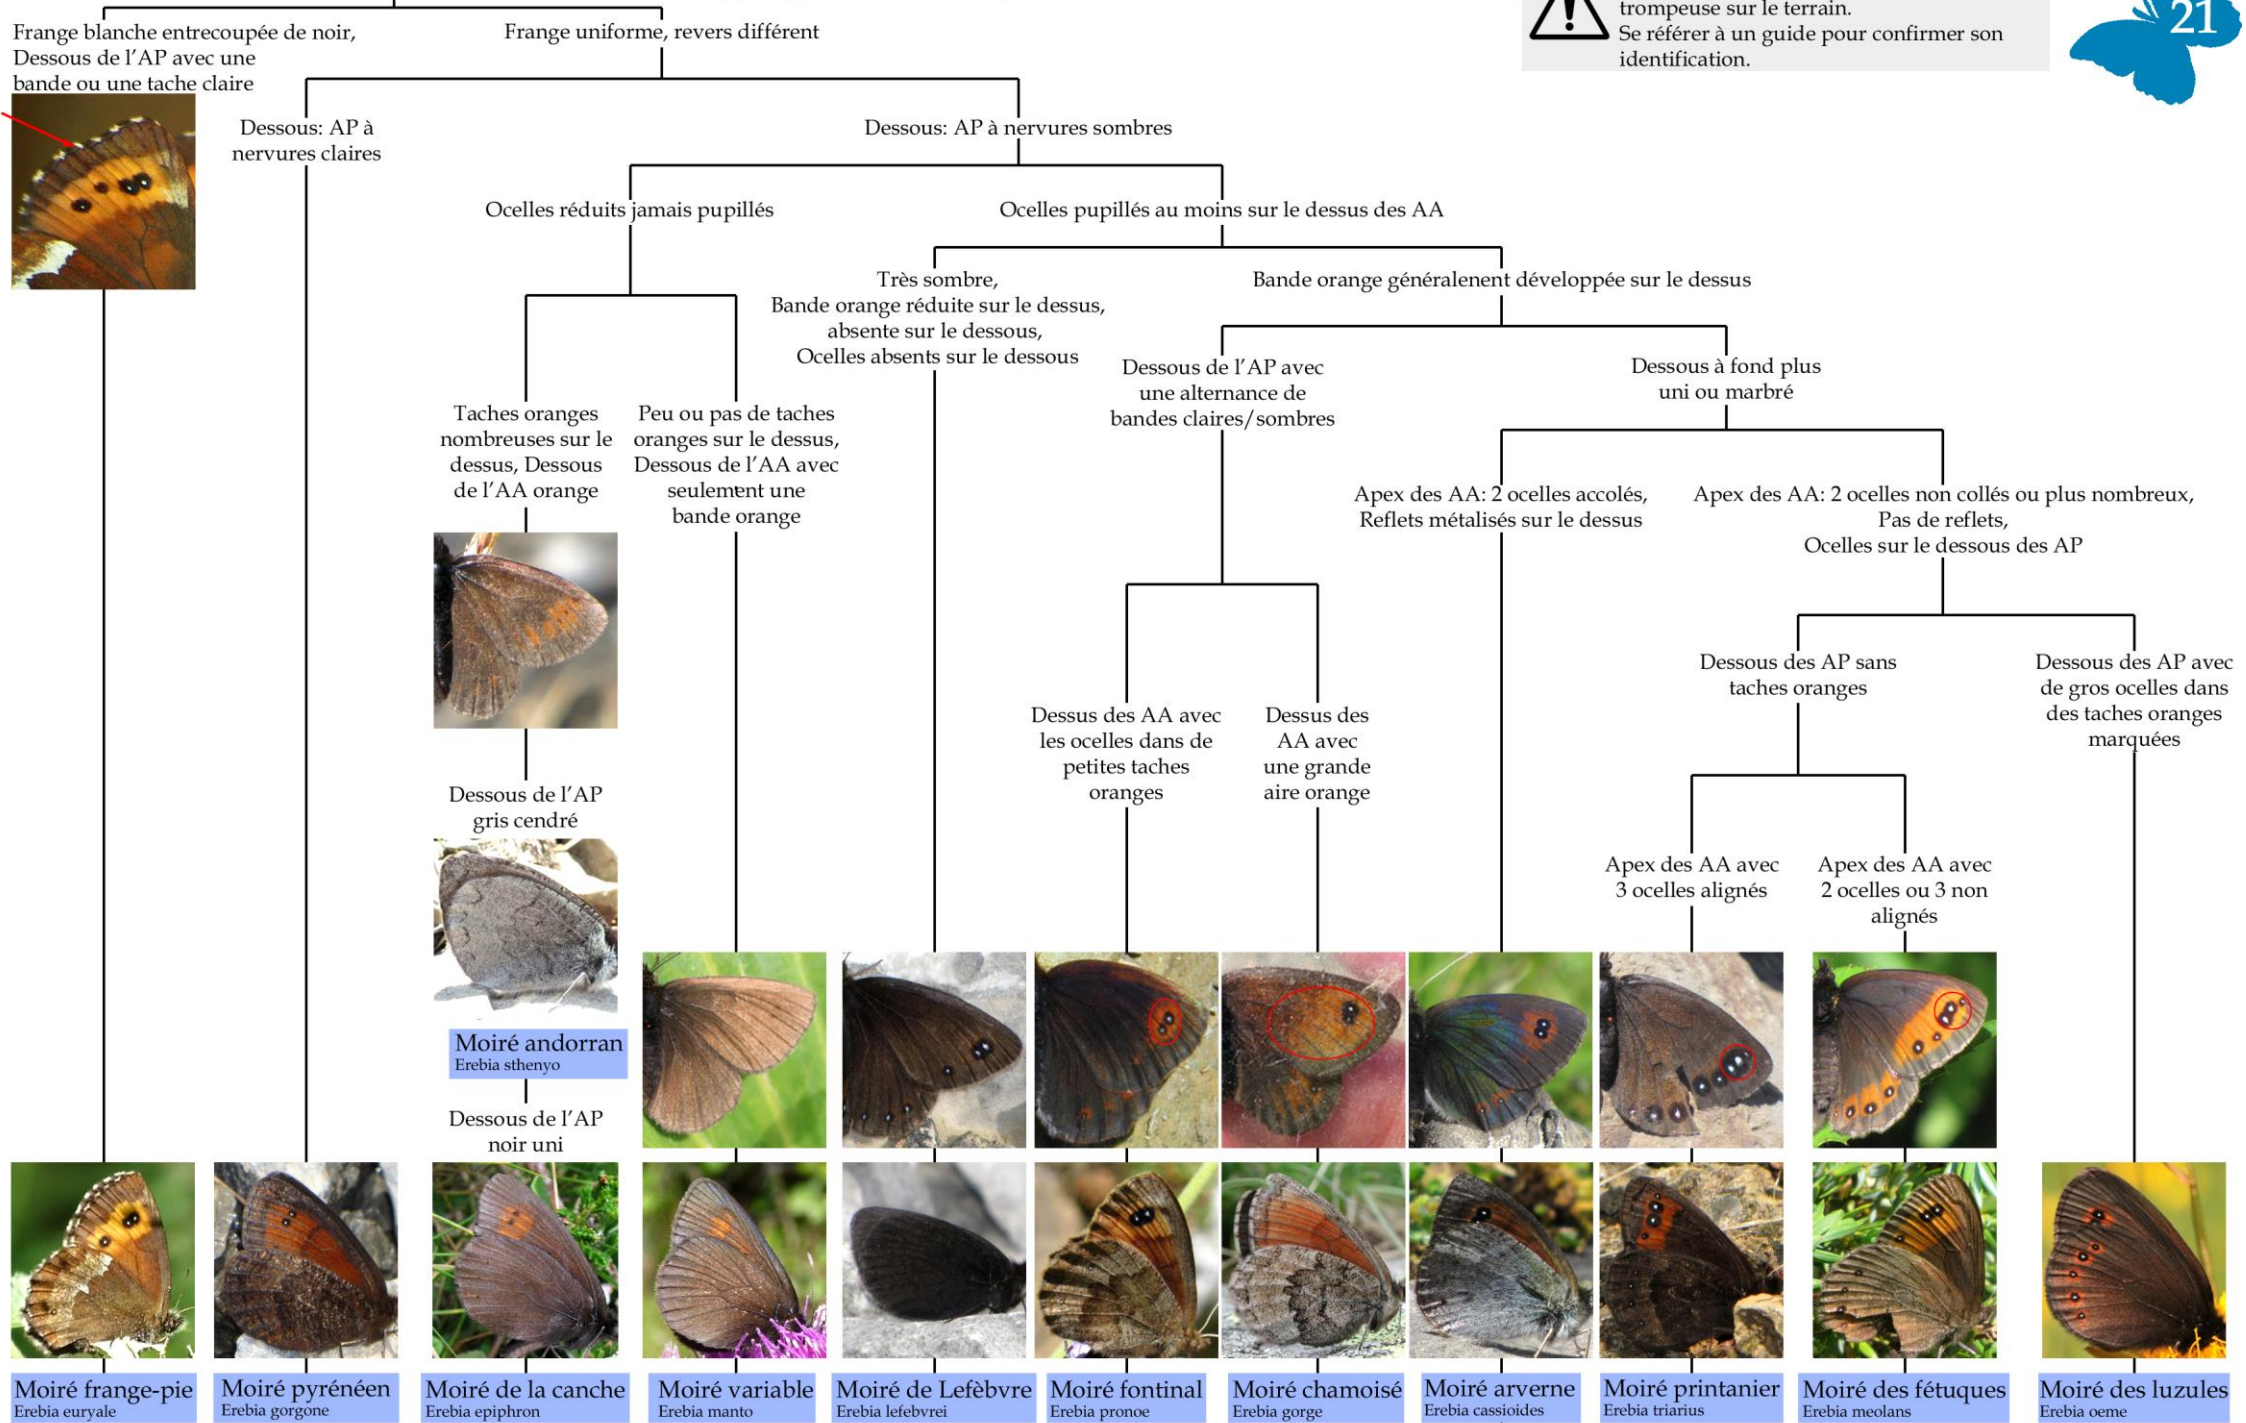 trompeuse sur le terrain.
Se référer à un guide pour confirmer son
identification.
21
Frange blanche entrecoupée de noir,
Dessous de l'AP avec une
bande ou une tache claire
Frange uniforme, revers différent
Dessous: AP à
nervures claires
Dessous: AP à nervures sombres
Ocelles réduits jamais pupillés
Ocelles pupillés au moins sur le dessus des AA
Très sombre,
Bande orange réduite sur le dessus,
absente sur le dessous,
Ocelles absents sur le dessous
Bande orange généralenent développée sur le dessus
Taches oranges
nombreuses sur le
dessus, Dessous
de l'AA orange
Peu ou pas de taches
oranges sur le dessus,
Dessous de l'AA avec
seulement une
bande orange
Dessous de l'AP avec
une alternance de
bandes claires/sombres
Dessous à fond plus
uni ou marbré
Apex des AA: 2 ocelles accolés,
Reflets métalisés sur le dessus
Apex des AA: 2 ocelles non collés ou plus nombreux,
Pas de reflets,
Ocelles sur le dessous des AP
Dessus des AA avec
les ocelles dans de
petites taches
oranges
Dessus des
AA avec
une grande
aire orange
Dessous des AP sans
taches oranges
Dessous des AP avec
de gros ocelles dans
des taches oranges
marquées
Dessous de l'AP
gris cendré
Apex des AA avec
3 ocelles alignés
Apex des AA avec
2 ocelles ou 3 non
alignés
Moiré andorran
Erebia sthenyo
Dessous de l'AP
noir uni
Moiré frange-pie
Erebia euryale
Moiré pyrénéen
Erebia gorgone
Moiré de la canche
Erebia epiphron
Moiré variable
Erebia manto
Moiré de Lefèbvre
Erebia lefebvrei
Moiré fontinal
Erebia pronoe
Moiré chamoisé
Erebia gorge
Moiré arverne
Erebia cassioides
Moiré printanier
Erebia triarius
Moiré des fétuques
Erebia meolans
Moiré des luzules
Erebia oeme